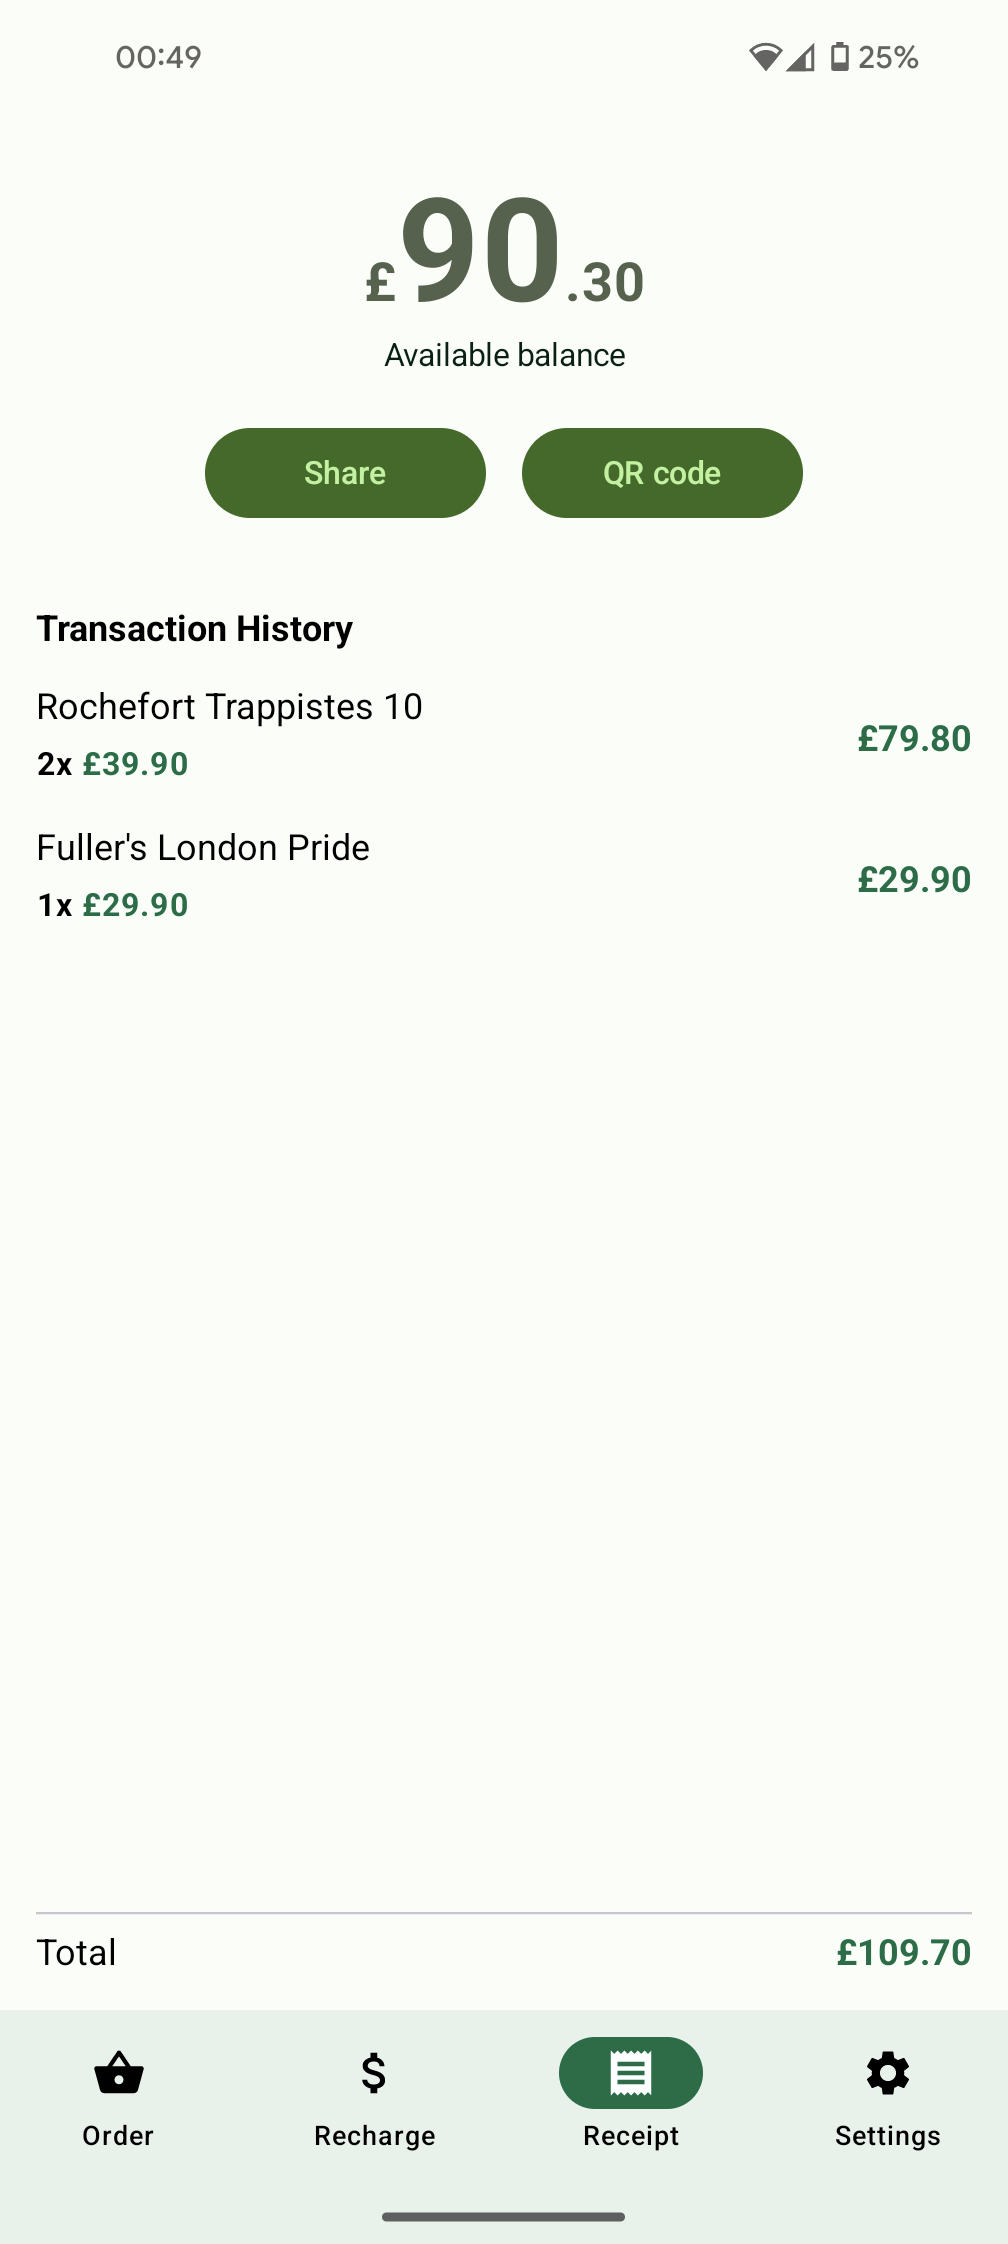 00:49
25%
£90.30
Available balance
Share
QR code
Transaction History
Rochefort Trappistes 10
2x £39.90
£79.80
Fuller's London Pride
1x £29.90
£29.90
Total
£109.70
Order
Recharge
Receipt
Settings